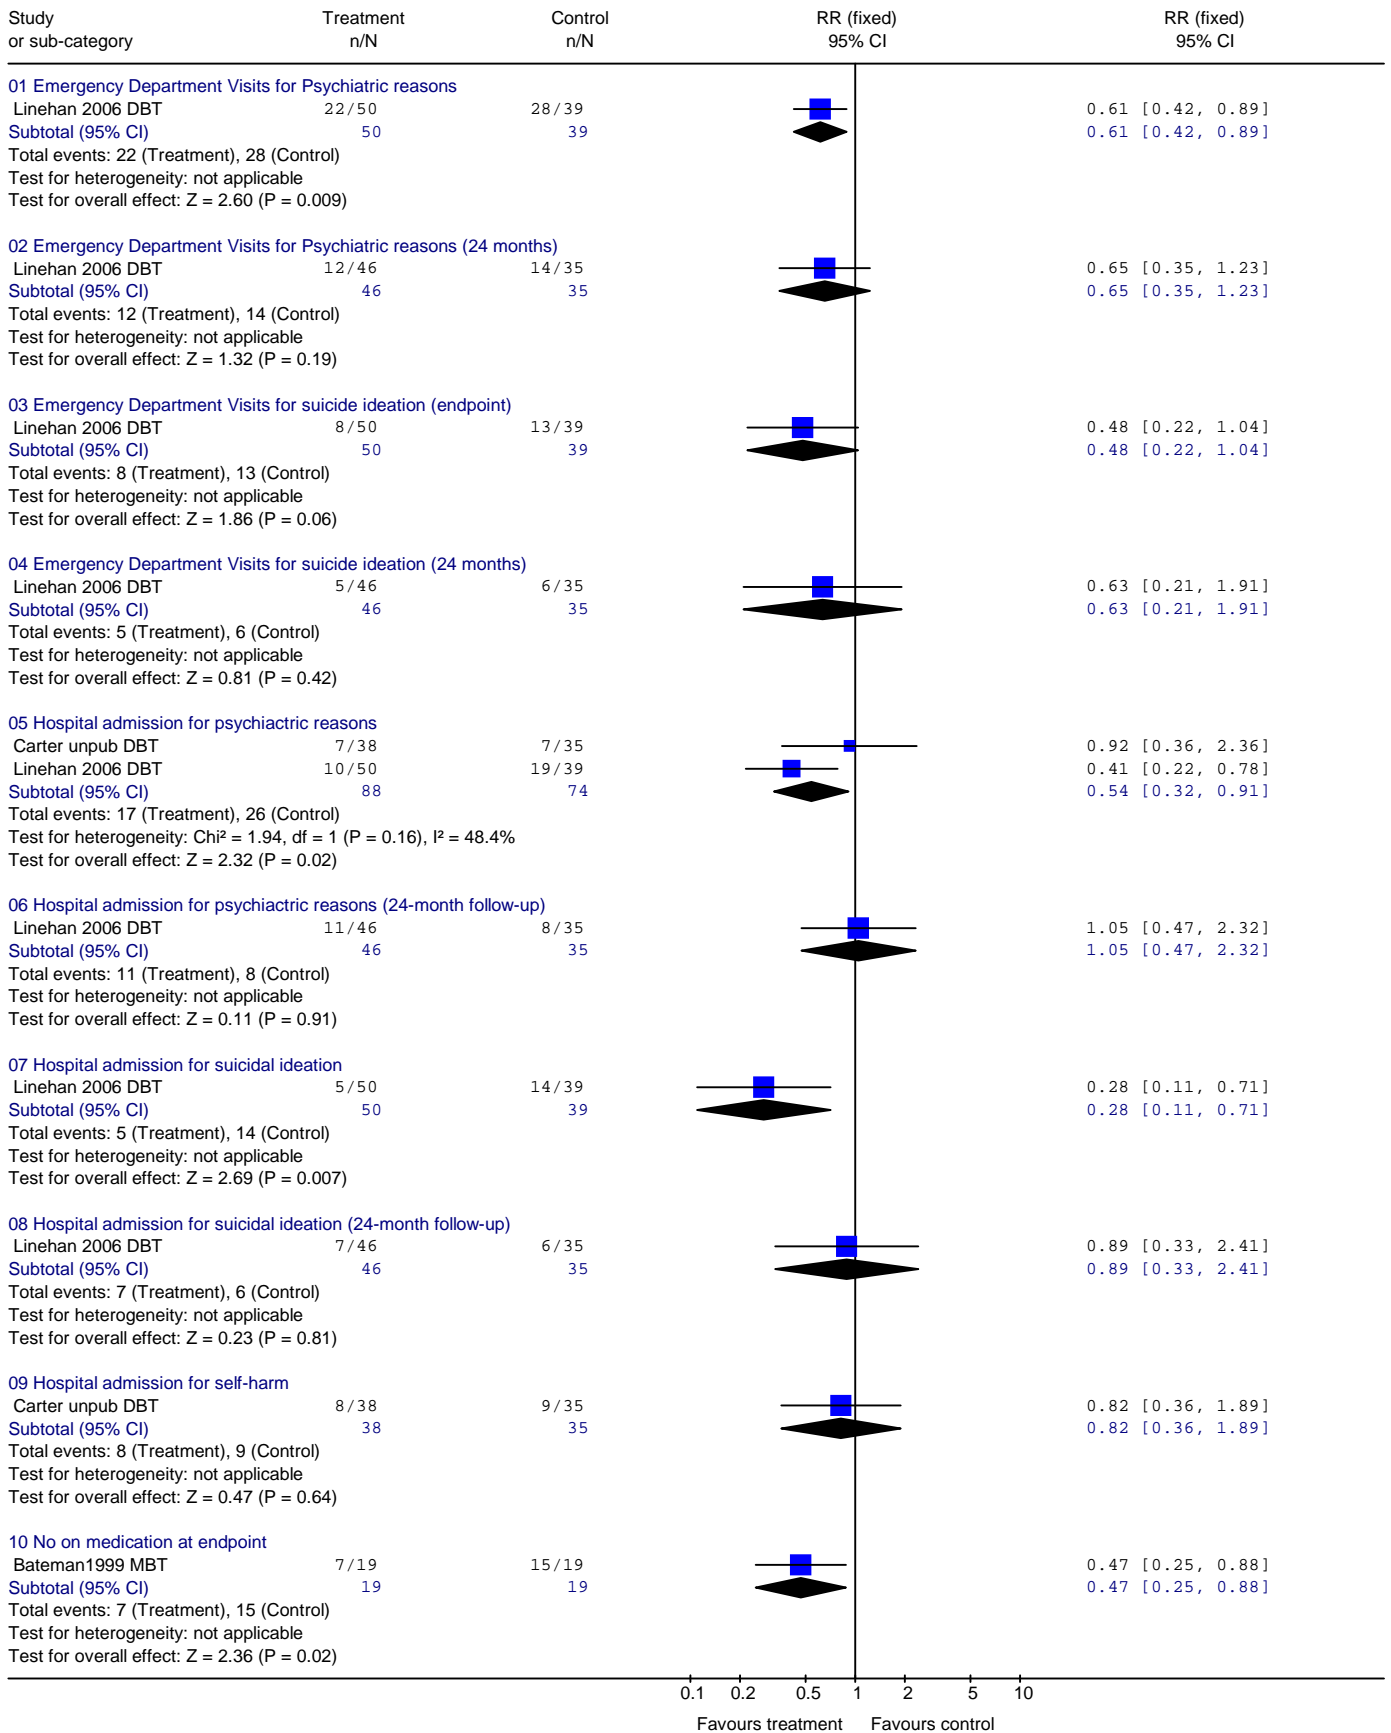 Study Treatment Control RR (fixed) RR (fixed)
or sub-category n/N n/N 95% CI 95% CI
01 Emergency Department Visits for Psychiatric reasons
Linehan 2006 DBT 22/50 28/39 0.61 [0.42, 0.89]
Subtotal (95% CI) 50 39 0.61 [0.42, 0.89]
Total events: 22 (Treatment), 28 (Control)
Test for heterogeneity: not applicable
Test for overall effect: Z = 2.60 (P = 0.009)
02 Emergency Department Visits for Psychiatric reasons (24 months)
Linehan 2006 DBT 12/46 14/35 0.65 [0.35, 1.23]
Subtotal (95% CI) 46 35 0.65 [0.35, 1.23]
Total events: 12 (Treatment), 14 (Control)
Test for heterogeneity: not applicable
Test for overall effect: Z = 1.32 (P = 0.19)
03 Emergency Department Visits for suicide ideation (endpoint)
Linehan 2006 DBT 8/50 13/39 0.48 [0.22, 1.04]
Subtotal (95% CI) 50 39 0.48 [0.22, 1.04]
Total events: 8 (Treatment), 13 (Control)
Test for heterogeneity: not applicable
Test for overall effect: Z = 1.86 (P = 0.06)
04 Emergency Department Visits for suicide ideation (24 months)
Linehan 2006 DBT 5/46 6/35 0.63 [0.21, 1.91]
Subtotal (95% CI) 46 35 0.63 [0.21, 1.91]
Total events: 5 (Treatment), 6 (Control)
Test for heterogeneity: not applicable
Test for overall effect: Z = 0.81 (P = 0.42)
05 Hospital admission for psychiactric reasons
Carter unpub DBT 7/38 7/35 0.92 [0.36, 2.36]
Linehan 2006 DBT 10/50 19/39 0.41 [0.22, 0.78]
Subtotal (95% CI) 88 74 0.54 [0.32, 0.91]
Total events: 17 (Treatment), 26 (Control)
Test for heterogeneity: Chi² = 1.94, df = 1 (P = 0.16), I² = 48.4%
Test for overall effect: Z = 2.32 (P = 0.02)
06 Hospital admission for psychiactric reasons (24-month follow-up)
Linehan 2006 DBT 11/46 8/35 1.05 [0.47, 2.32]
Subtotal (95% CI) 46 35 1.05 [0.47, 2.32]
Total events: 11 (Treatment), 8 (Control)
Test for heterogeneity: not applicable
Test for overall effect: Z = 0.11 (P = 0.91)
07 Hospital admission for suicidal ideation
Linehan 2006 DBT 5/50 14/39 0.28 [0.11, 0.71]
Subtotal (95% CI) 50 39 0.28 [0.11, 0.71]
Total events: 5 (Treatment), 14 (Control)
Test for heterogeneity: not applicable
Test for overall effect: Z = 2.69 (P = 0.007)
08 Hospital admission for suicidal ideation (24-month follow-up)
Linehan 2006 DBT 7/46 6/35 0.89 [0.33, 2.41]
Subtotal (95% CI) 46 35 0.89 [0.33, 2.41]
Total events: 7 (Treatment), 6 (Control)
Test for heterogeneity: not applicable
Test for overall effect: Z = 0.23 (P = 0.81)
09 Hospital admission for self-harm
Carter unpub DBT 8/38 9/35 0.82 [0.36, 1.89]
Subtotal (95% CI) 38 35 0.82 [0.36, 1.89]
Total events: 8 (Treatment), 9 (Control)
Test for heterogeneity: not applicable
Test for overall effect: Z = 0.47 (P = 0.64)
10 No on medication at endpoint
Bateman1999 MBT 7/19 15/19 0.47 [0.25, 0.88]
Subtotal (95% CI) 19 19 0.47 [0.25, 0.88]
Total events: 7 (Treatment), 15 (Control)
Test for heterogeneity: not applicable
Test for overall effect: Z = 2.36 (P = 0.02)
0.1 0.2 0.5 1 2 5 10
Favours treatment Favours control